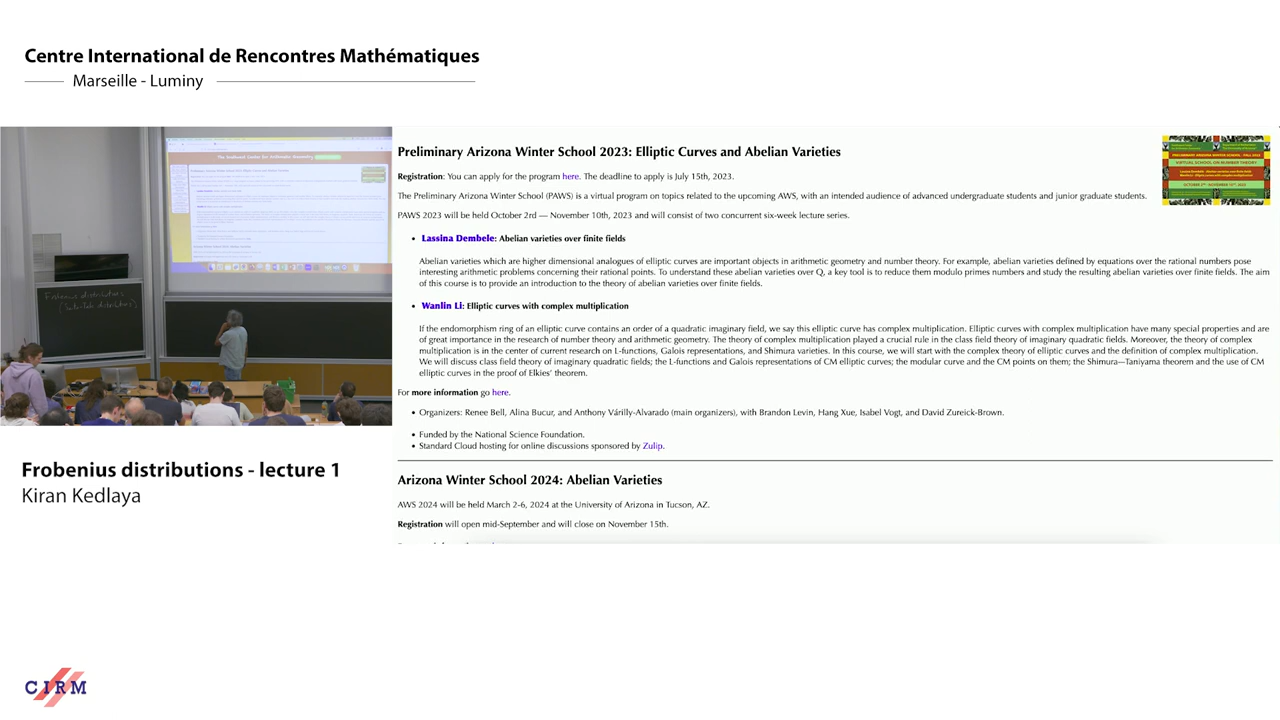 Centre International de Rencontres Mathématiques
Marseille - Luminy
Preliminary Arizona Winter School 2023: Elliptic Curves and Abelian Varieties
Registration: You can apply for the program here. The deadline to apply is July 15th, 2023.
The Preliminary Arizona Winter School (PAWS) is a virtual program on topics related to the upcoming AWS, with an intended audience of advanced undergraduate students and junior graduate students.
PAWS 2023 will be held October 2rd — November 10th, 2023 and will consist of two concurrent six-week lecture series.
• Lassina Dembele: Abelian varieties over finite fields
Abelian varieties which are higher dimensional analogues of elliptic curves are important objects in arithmetic geometry and number theory. For example, abelian varieties defined by equations over the rational numbers pose
interesting arithmetic problems concerning their rational points. To understand these abelian varieties over Q, a key tool is to reduce them modulo primes numbers and study the resulting abelian varieties over finite fields. The aim
of this course is to provide an introduction to the theory of abelian varieties over finite fields.
• Wanlin Li: Elliptic curves with complex multiplication
If the endomorphism ring of an elliptic curve contains an order of a quadratic imaginary field, we say this elliptic curve has complex multiplication. Elliptic curves with complex multiplication have many special properties and are
of great importance in the research of number theory and arithmetic geometry. The theory of complex multiplication played a crucial rule in the class field theory of imaginary quadratic fields. Moreover, the theory of complex
multiplication is in the center of current research on L-functions, Galois representations, and Shimura varieties. In this course, we will start with the complex theory of elliptic curves and the definition of complex multiplication.
We will discuss class field theory of imaginary quadratic fields; the L-functions and Galois representations of CM elliptic curves; the modular curve and the CM points on them; the Shimura—Taniyama theorem and the use of CM
elliptic curves in the proof of Elkies' theorem.
For more information go here.
• Organizers: Renee Bell, Alina Bucur, and Anthony Várilly-Alvarado (main organizers), with Brandon Levin, Hang Xue, Isabel Vogt, and David Zureick-Brown.
• Funded by the National Science Foundation.
• Standard Cloud hosting for online discussions sponsored by Zulip.
Arizona Winter School 2024: Abelian Varieties
AWS 2024 will be held March 2-6, 2024 at the University of Arizona in Tucson, AZ.
Registration will open mid-September and will close on November 15th.
Frobenius distributions
(Sato-Tate distributions)
Frobenius distributions - lecture 1
Kiran Kedlaya
CIRM